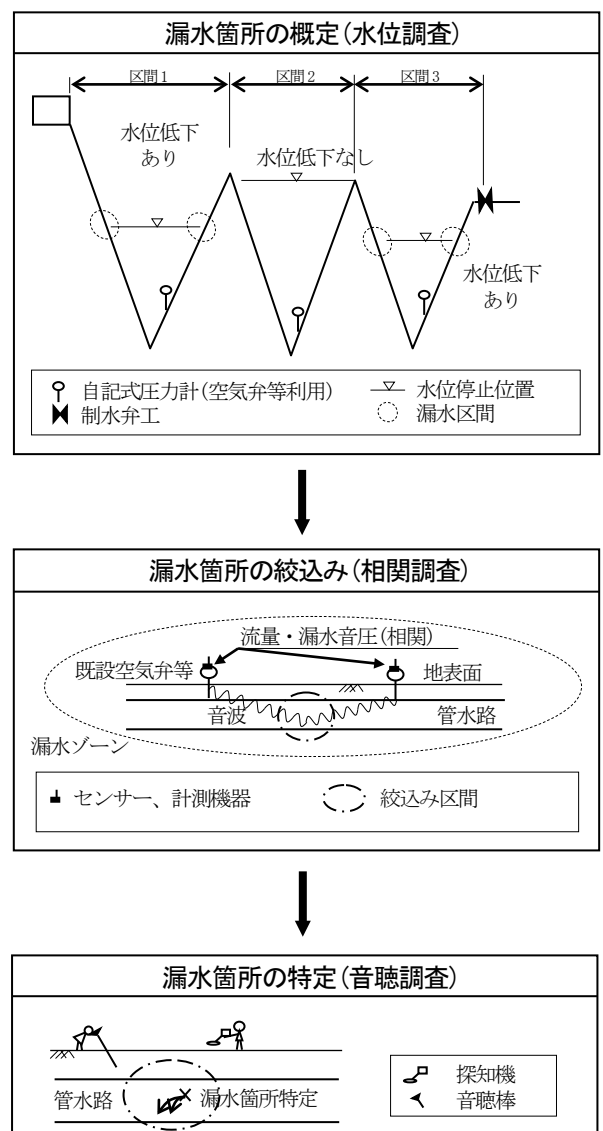 漏水箇所の概定(水位調査)
区間1
区間2
区間3
水位低下
あり
水位低下なし
水位低下
あり
自記式圧力計(空気弁等利用)
水位停止位置
制水弁工
漏水区間
漏水箇所の絞込み(相関調査)
流量・漏水音圧(相関)
既設空気弁等
地表面
音波
管水路
漏水ゾーン
センサー、計測機器
絞込み区間
漏水箇所の特定(音聴調査)
探知機
管水路
漏水箇所特定
音聴棒